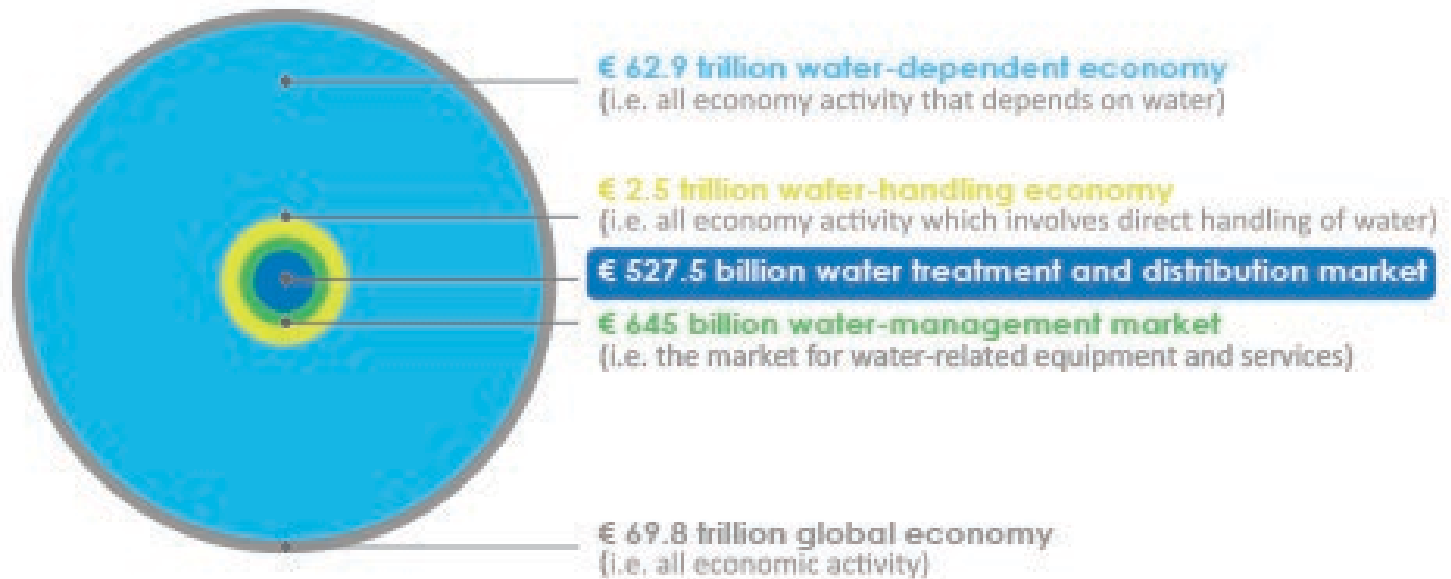 € 62.9 trillion water-dependent economy
(i.e. all economy activity that depends on water)
€ 2.5 trillion water-handling economy
(i.e. all economy activity which involves direct handling of water)
€ 527.5 billion water treatment and distribution market
€ 645 billion water-management market
(i.e. the market for water-related equipment and services)
€ 69.8 trillion global economy
(i.e. all economic activity)